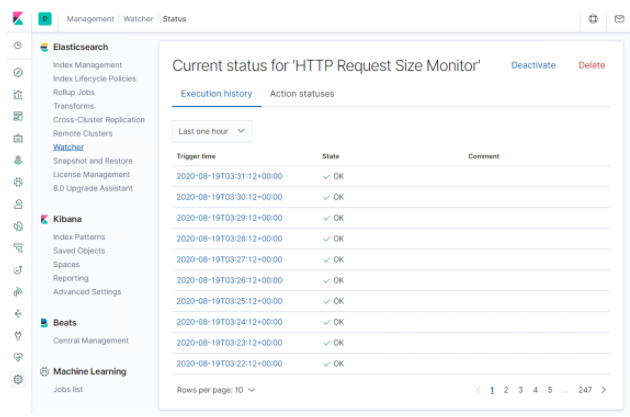 D Management / Watcher / Status
Elasticsearch
Index Management
Index Lifecycle Policies
Rollup Jobs
Transforms
Cross-Cluster Replication
Remote Clusters
Watcher
Snapshot and Restore
License Management
8.0 Upgrade Assistant
Kibana
Index Patterns
Saved Objects
Spaces
Reporting
Advanced Settings
Beats
Central Management
Machine Learning
Jobs list
Current status for 'HTTP Request Size Monitor' Deactivate Delete
Execution history Action statuses
Last one hour
Trigger time State Comment
2020-08-19T03:31:12+00:00 OK
2020-08-19T03:30:12+00:00 OK
2020-08-19T03:29:12+00:00 OK
2020-08-19T03:28:12+00:00 OK
2020-08-19T03:27:12+00:00 OK
2020-08-19T03:26:12+00:00 OK
2020-08-19T03:25:12+00:00 OK
2020-08-19T03:24:12+00:00 OK
2020-08-19T03:23:12+00:00 OK
2020-08-19T03:22:12+00:00 OK
Rows per page: 10 < 1 2 3 4 5 ... 247 >